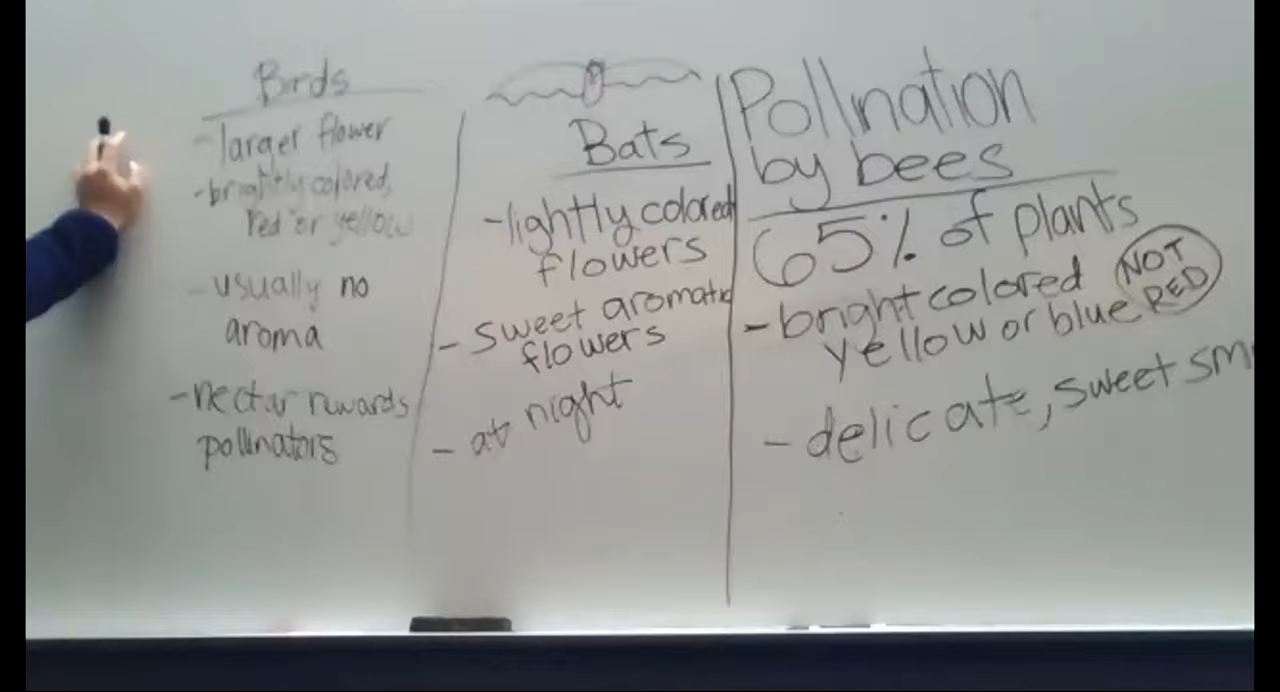 Birds
- larger flower
- brightly colored,
red or yellow
- usually no
aroma
- nectar rewards
pollinators
Bats
- lightly colored
flowers
- sweet aromatic
flowers
- at night
Pollination
by bees
65% of plants
- bright colored
yellow or blue
NOT
RED
- delicate, sweet